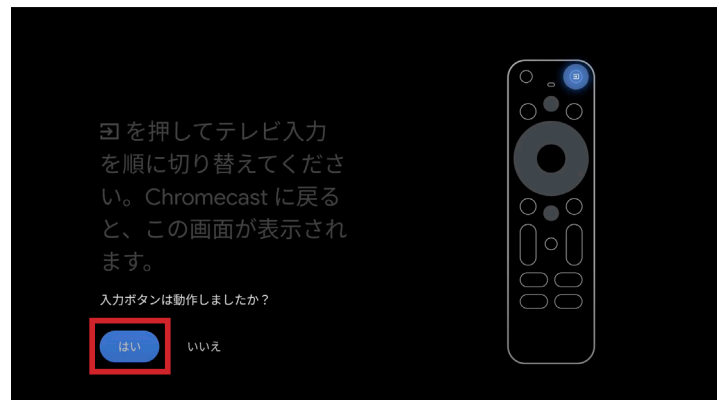 を押してテレビ入力
を順に切り替えてくださ
い。Chromecast に戻る
と、この画面が表示され
ます。
入力ボタンは動作しましたか？
はい
いいえ